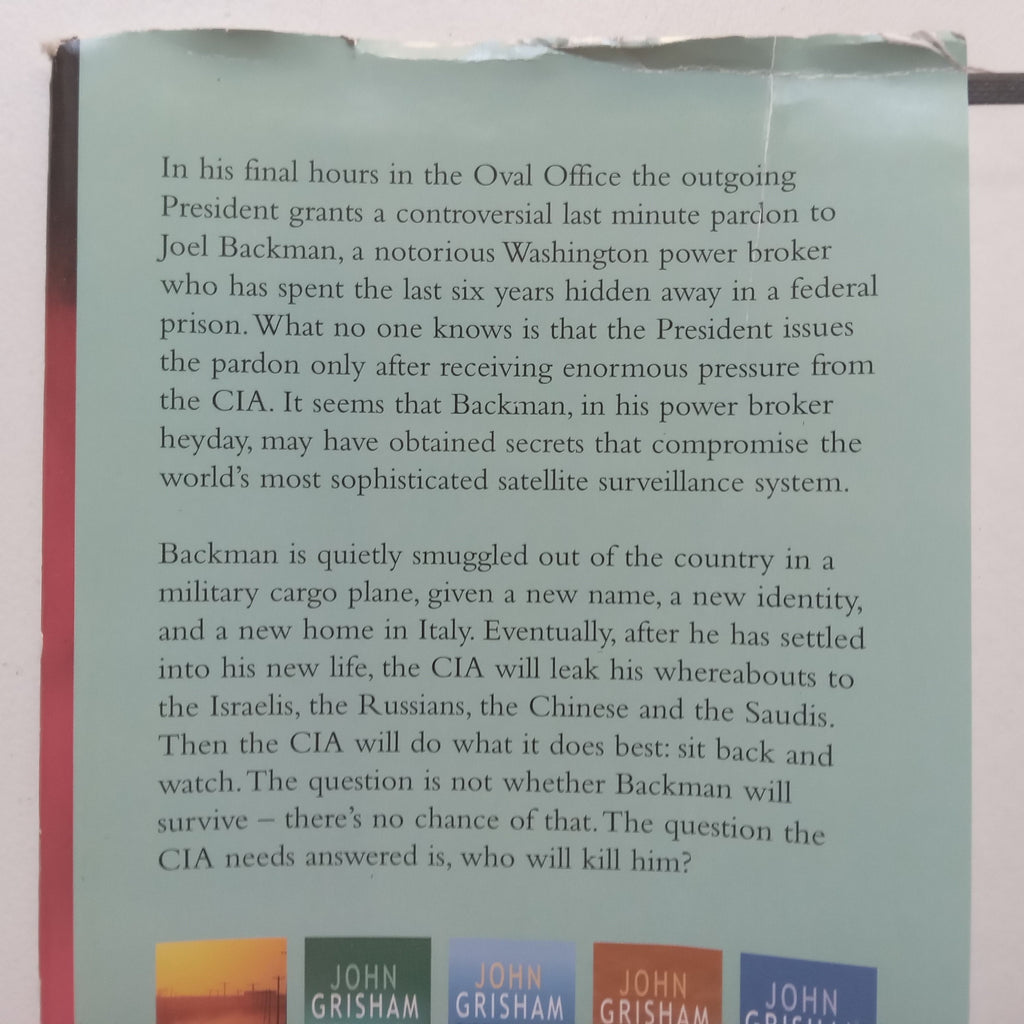 In his final hours in the Oval Office the outgoing
President grants a controversial last minute pardon to
Joel Backman, a notorious Washington power broker
who has spent the last six years hidden away in a federal
prison. What no one knows is that the President issues
the pardon only after receiving enormous pressure from
the CIA. It seems that Backman, in his power broker
heyday, may have obtained secrets that compromise the
world's most sophisticated satellite surveillance system.
Backman is quietly smuggled out of the country in a
military cargo plane, given a new name, a new identity,
and a new home in Italy. Eventually, after he has settled
into his new life, the CIA will leak his whereabouts to
the Israelis, the Russians, the Chinese and the Saudis.
Then the CIA will do what it does best: sit back and
watch. The question is not whether Backman will
survive – there's no chance of that. The question the
CIA needs answered is, who will kill him?
JOHN
GRISHAM
JOHN
GRISHAM
JOHN
GRISHAM
JOHN
GRISHAM